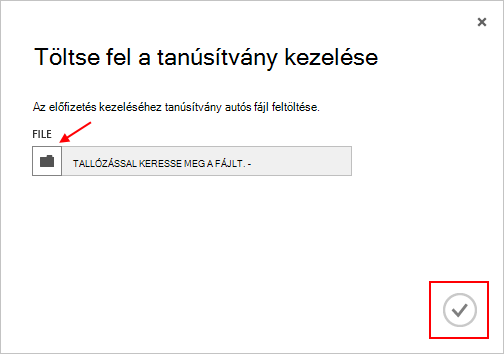 Töltse fel a tanúsítvány kezelése
Az előfizetés kezeléséhez tanúsítvány autós fájl feltöltése.
FILE
TALLÓZÁSSAL KERESSE MEG A FÁJLT. -